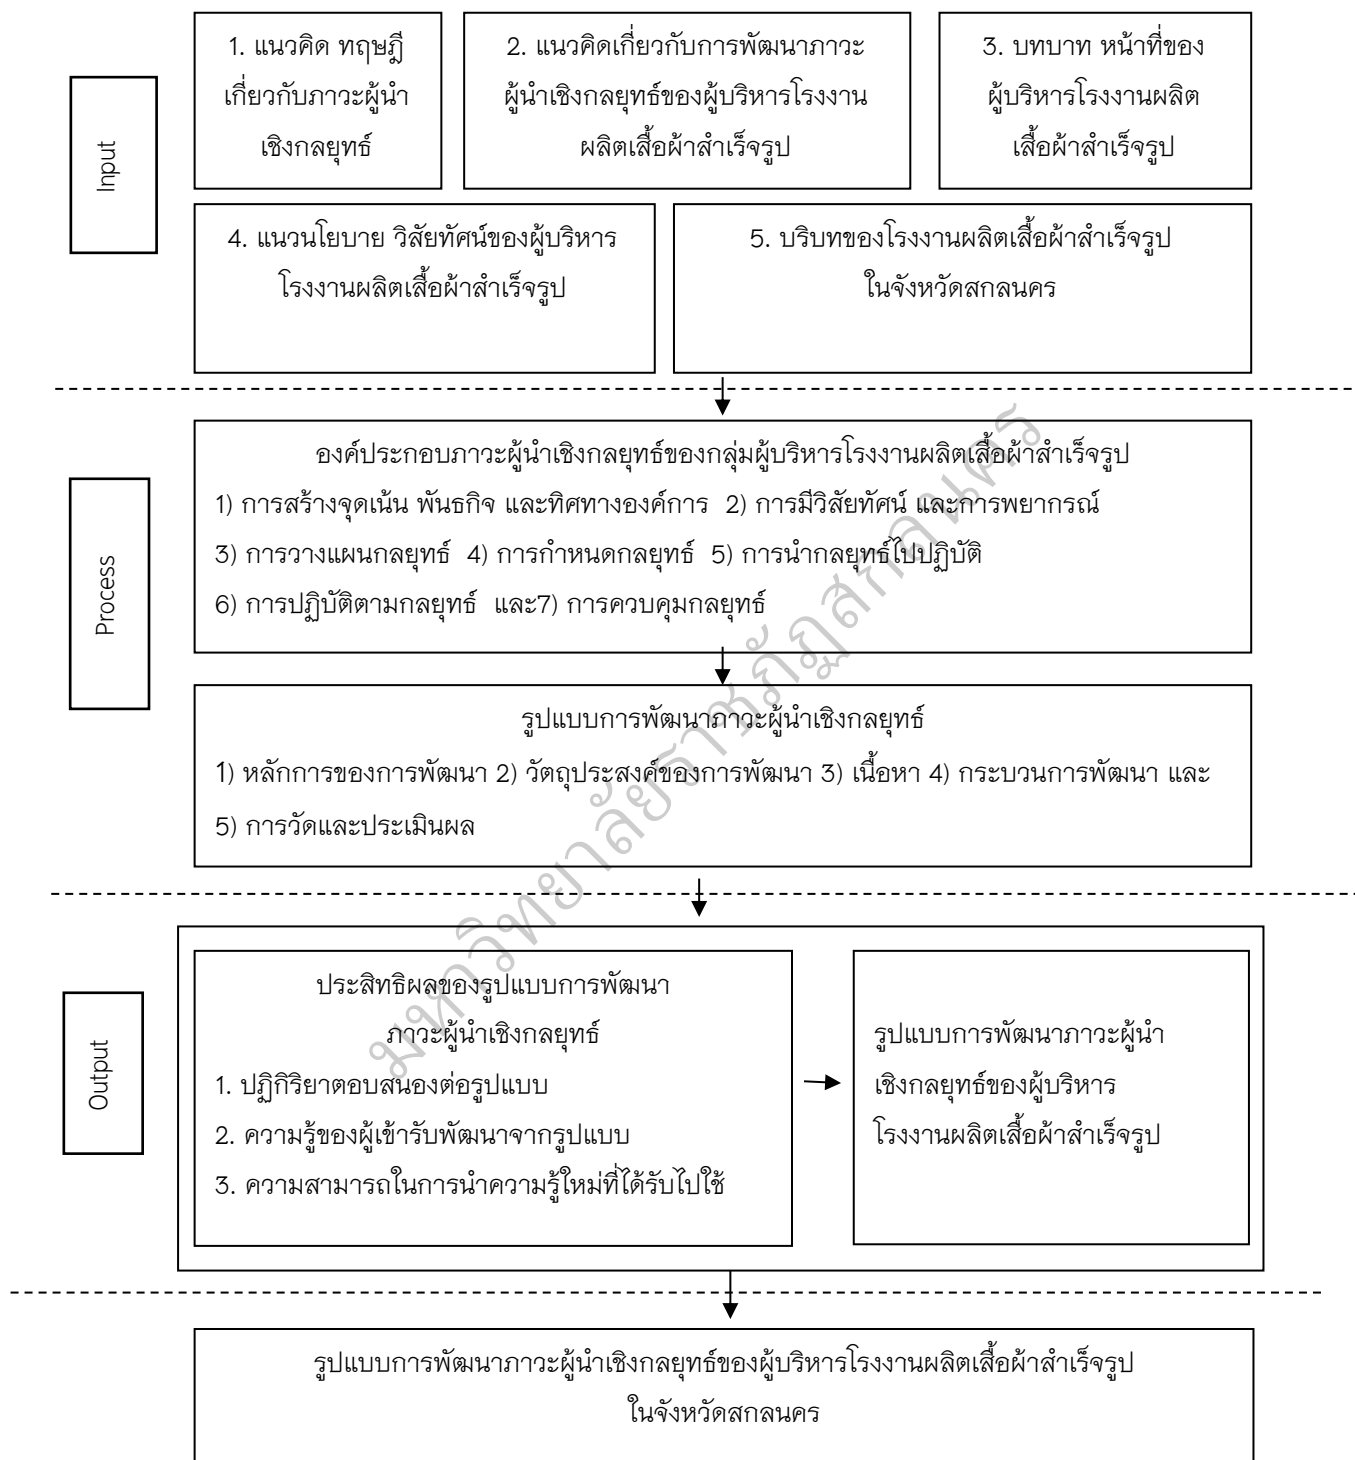 Input
1. แนวคิด ทฤษฎี
เกี่ยวกับภาวะผู้นำ
เชิงกลยุทธ์
2. แนวคิดเกี่ยวกับการพัฒนาภาวะ
ผู้นำเชิงกลยุทธ์ของผู้บริหารโรงงาน
ผลิตเสื้อผ้าสำเร็จรูป
3. บทบาท หน้าที่ของ
ผู้บริหารโรงงานผลิต
เสื้อผ้าสำเร็จรูป
4. แนวนโยบาย วิสัยทัศน์ของผู้บริหาร
โรงงานผลิตเสื้อผ้าสำเร็จรูป
5. บริบทของโรงงานผลิตเสื้อผ้าสำเร็จรูป
ในจังหวัดสกลนคร
Process
องค์ประกอบภาวะผู้นำเชิงกลยุทธ์ของกลุ่มผู้บริหารโรงงานผลิตเสื้อผ้าสำเร็จรูป
1) การสร้างจุดเน้น พันธกิจ และทิศทางองค์การ 2) การมีวิสัยทัศน์ และการพยากรณ์
3) การวางแผนกลยุทธ์ 4) การกำหนดกลยุทธ์ 5) การนำกลยุทธ์ไปปฏิบัติ
6) การปฏิบัติตามกลยุทธ์ และ7) การควบคุมกลยุทธ์
รูปแบบการพัฒนาภาวะผู้นำเชิงกลยุทธ์
1) หลักการของการพัฒนา 2) วัตถุประสงค์ของการพัฒนา 3) เนื้อหา 4) กระบวนการพัฒนา และ
5) การวัดและประเมินผล
Output
ประสิทธิผลของรูปแบบการพัฒนา
ภาวะผู้นำเชิงกลยุทธ์
1. ปฏิกิริยาตอบสนองต่อรูปแบบ
2. ความรู้ของผู้เข้ารับพัฒนาจากรูปแบบ
3. ความสามารถในการนำความรู้ใหม่ที่ได้รับไปใช้
รูปแบบการพัฒนาภาวะผู้นำ
เชิงกลยุทธ์ของผู้บริหาร
โรงงานผลิตเสื้อผ้าสำเร็จรูป
รูปแบบการพัฒนาภาวะผู้นำเชิงกลยุทธ์ของผู้บริหารโรงงานผลิตเสื้อผ้าสำเร็จรูป
ในจังหวัดสกลนคร
มหาวิทยาลัยราชภัฏสกลนคร